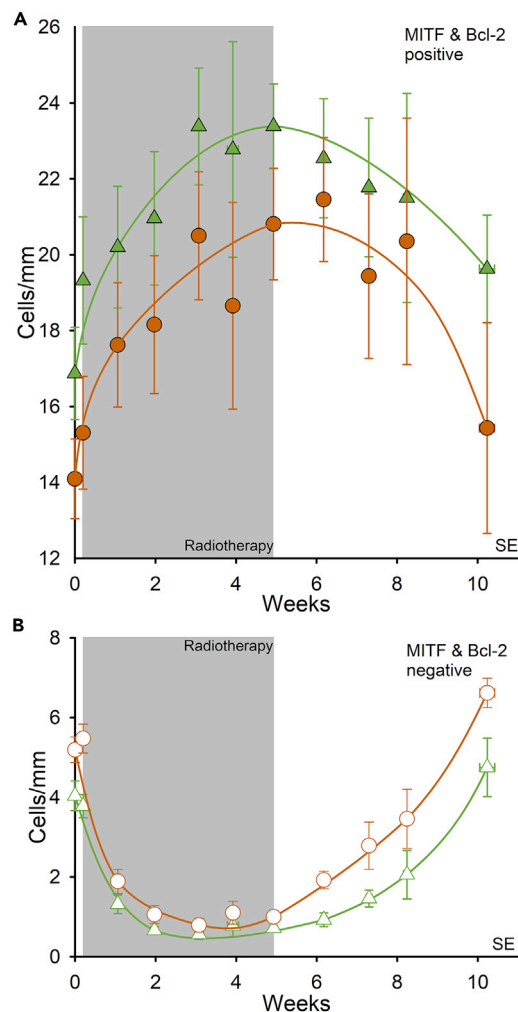 A
MITF & Bcl-2
positive
Cells/mm
26
24
22
20
18
16
14
12
Radiotherapy
SE
0 2 4 6 8 10
Weeks
B
Radiotherapy
MITF & Bcl-2
negative
Cells/mm
8
6
4
2
0
SE
0 2 4 6 8 10
Weeks